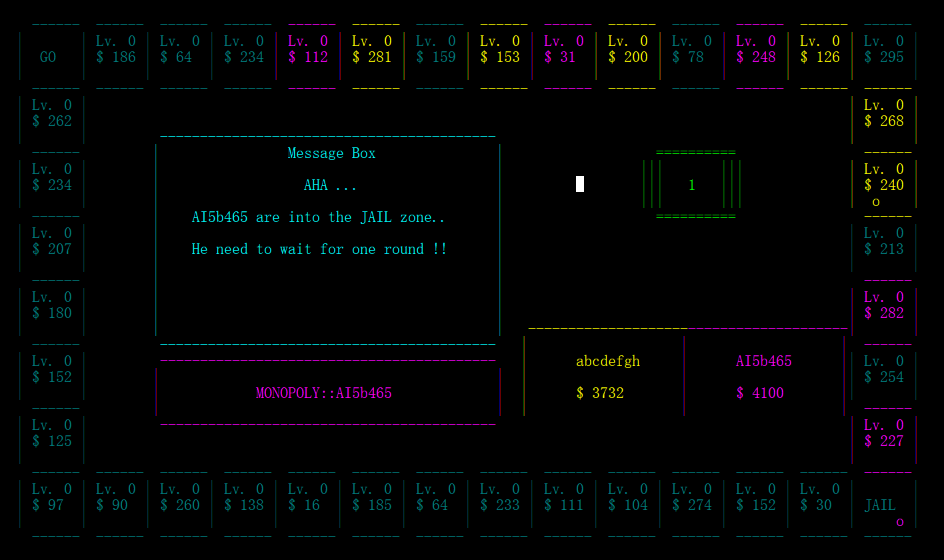 Lv. 0 Lv. 0 Lv. 0 Lv. 0 Lv. 0 Lv. 0 Lv. 0 Lv. 0 Lv. 0 Lv. 0 Lv. 0 Lv. 0 Lv. 0
GO $ 186 $ 64 $ 234 $ 112 $ 281 $ 159 $ 153 $ 31 $ 200 $ 78 $ 248 $ 126 $ 295
Lv. 0 Lv. 0
$ 262 $ 268
Message Box
Lv. 0 Lv. 0
$ 234 AHA ... 1 $ 240
o
AI5b465 are into the JAIL zone..
Lv. 0 Lv. 0
$ 207 He need to wait for one round !! $ 213
Lv. 0 Lv. 0
$ 180 $ 282
Lv. 0 abcdefgh AI5b465 Lv. 0
$ 152 $ 254
MONOPOLY::AI5b465 $ 3732 $ 4100
Lv. 0 Lv. 0
$ 125 $ 227
Lv. 0 Lv. 0 Lv. 0 Lv. 0 Lv. 0 Lv. 0 Lv. 0 Lv. 0 Lv. 0 Lv. 0 Lv. 0 Lv. 0 Lv. 0
$ 97 $ 90 $ 260 $ 138 $ 16 $ 185 $ 64 $ 233 $ 111 $ 104 $ 274 $ 152 $ 30 JAIL
o